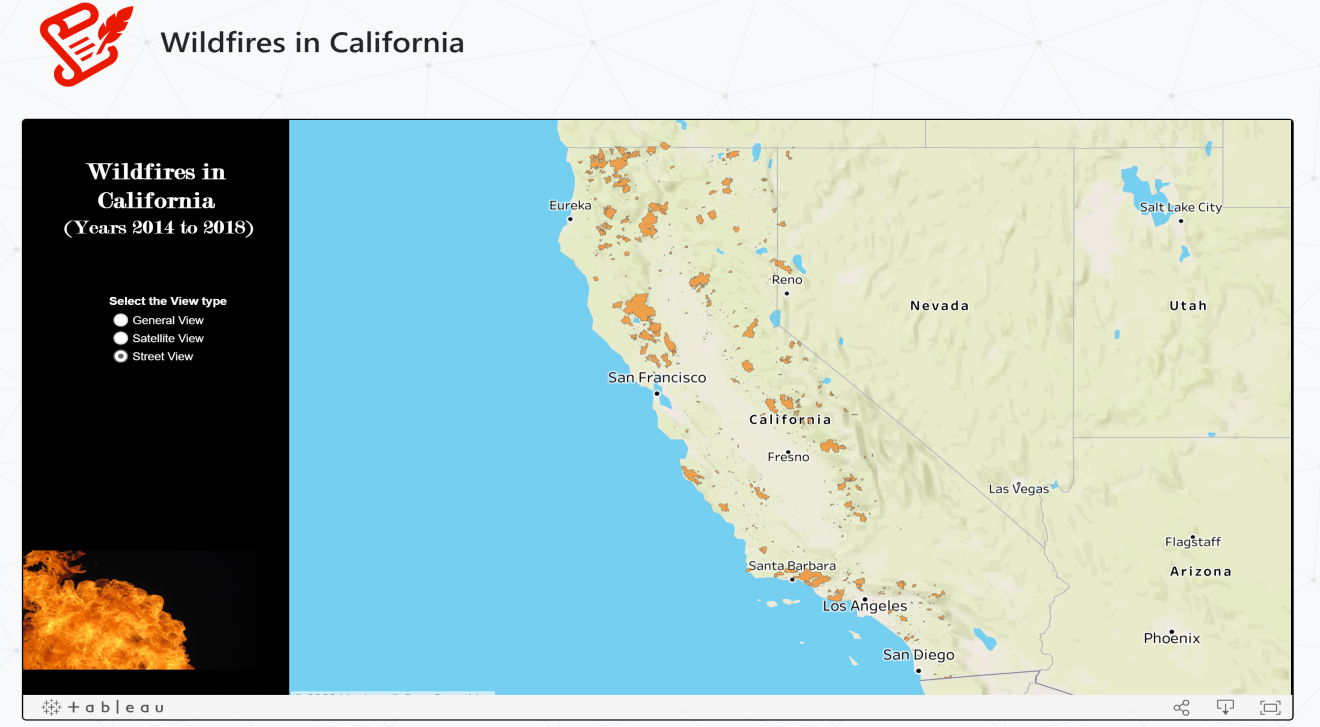 Wildfires in California
Wildfires in
California
(Years 2014 to 2018)
Select the View type
General View
Satellite View
Street View
Eureka
Salt Lake City
Reno
Nevada
Utah
San Francisco
California
Fresno
Las Vegas
Flagstaff
Santa Barbara
Arizona
Los Angeles
Phoenix
San Diego
+ a b l e a u